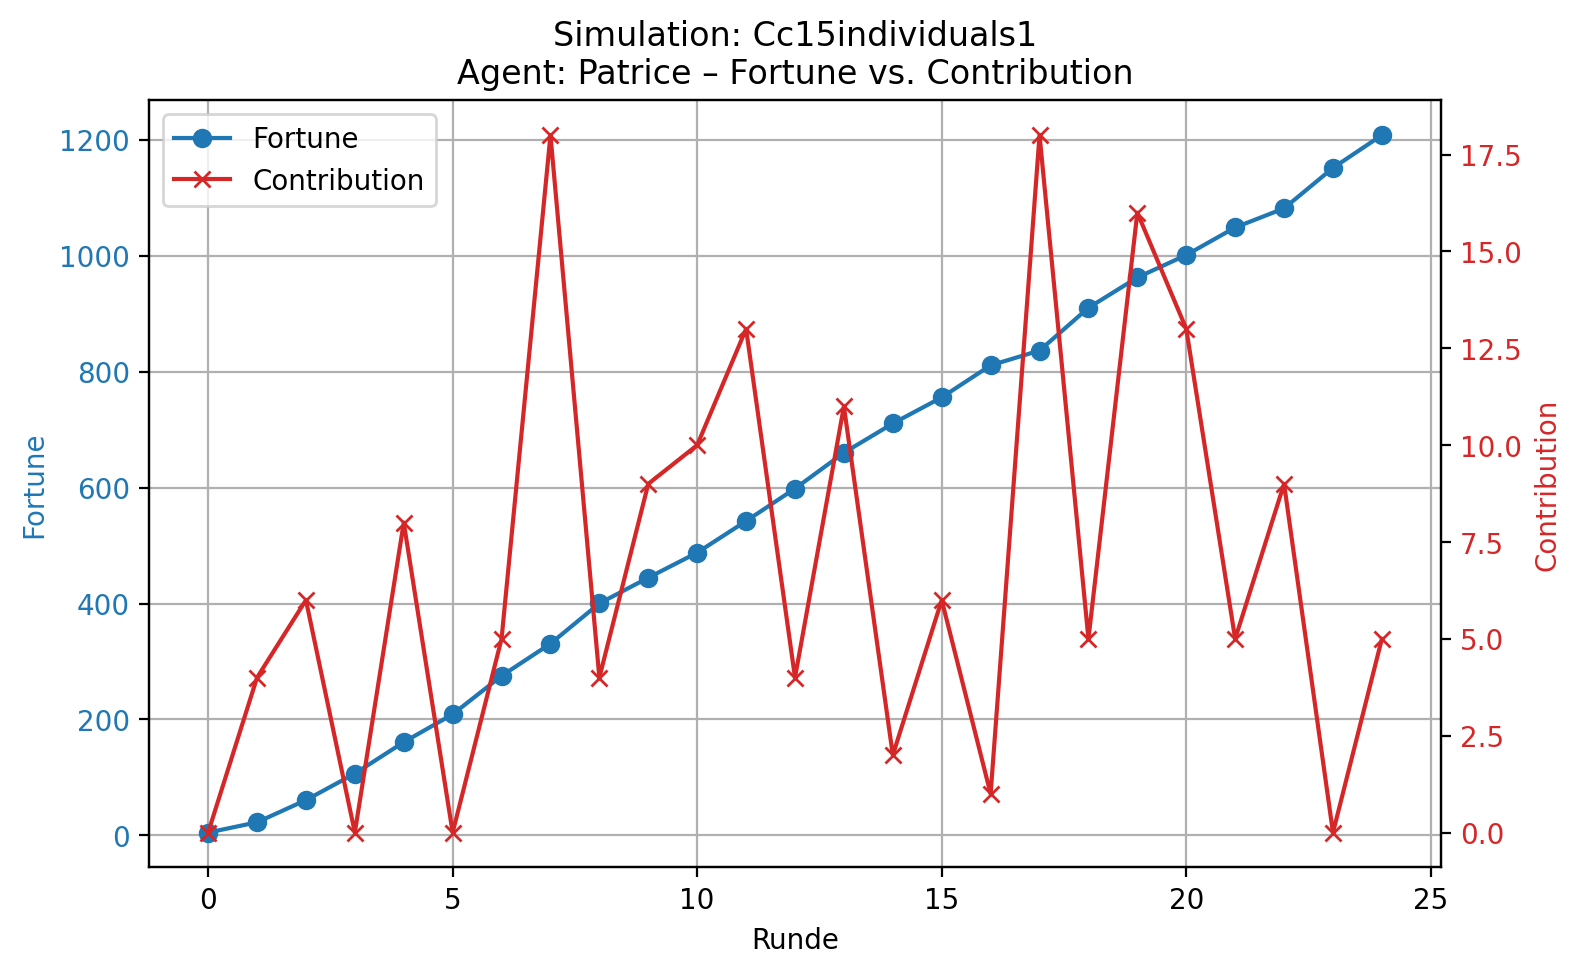 Simulation: Cc15individuals1
Agent: Patrice – Fortune vs. Contribution
Fortune
Contribution
1200
1000
800
600
400
200
0
Fortune
17.5
15.0
12.5
10.0
7.5
5.0
2.5
0.0
Contribution
0 5 10 15 20 25
Runde